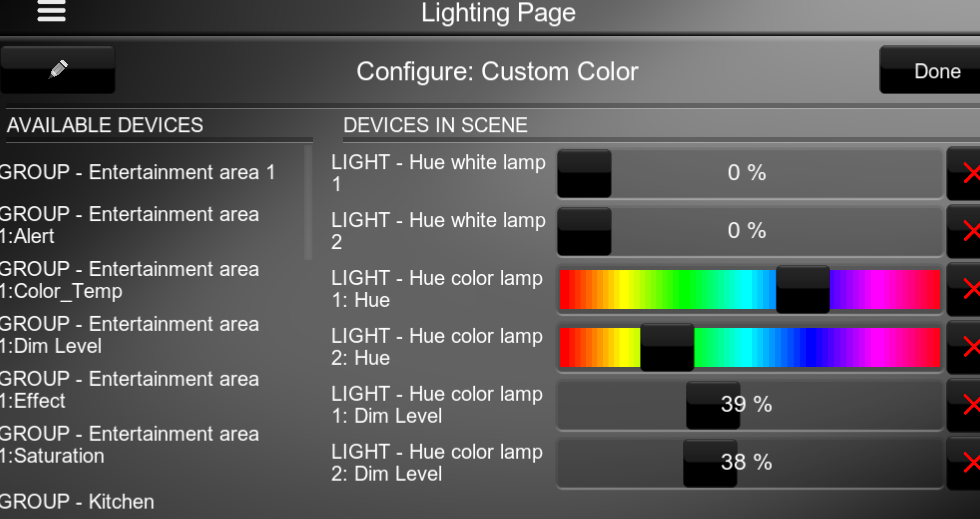 Lighting Page
Configure: Custom Color
Done
AVAILABLE DEVICES
GROUP - Entertainment area 1
GROUP - Entertainment area
1:Alert
GROUP - Entertainment area
1:Color_Temp
GROUP - Entertainment area
1:Dim Level
GROUP - Entertainment area
1:Effect
GROUP - Entertainment area
1:Saturation
GROUP - Kitchen
DEVICES IN SCENE
LIGHT - Hue white lamp
1
0 %
LIGHT - Hue white lamp
2
0 %
LIGHT - Hue color lamp
1: Hue
LIGHT - Hue color lamp
2: Hue
LIGHT - Hue color lamp
1: Dim Level
39 %
LIGHT - Hue color lamp
2: Dim Level
38 %